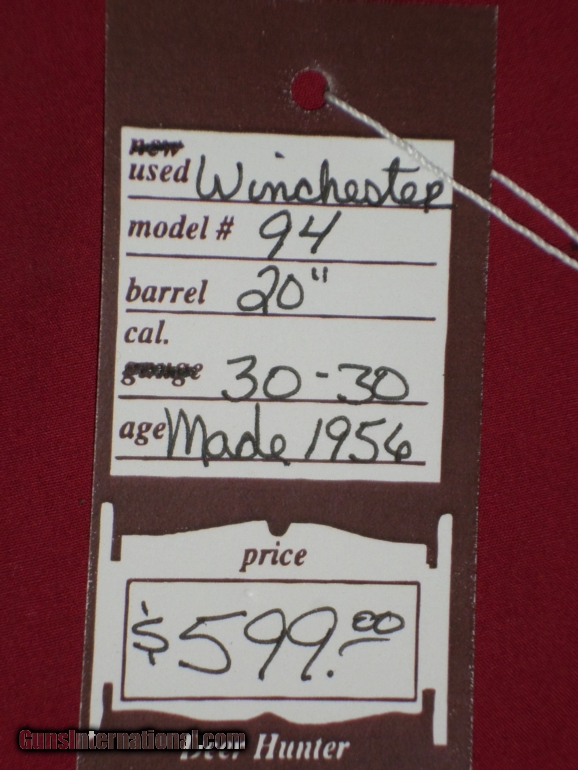 new
used Winchester
model # 94
barrel 20"
cal.
gauge 30-30
age Made 1956
price
$599.00
GunsInternational.com
Deer Hunter